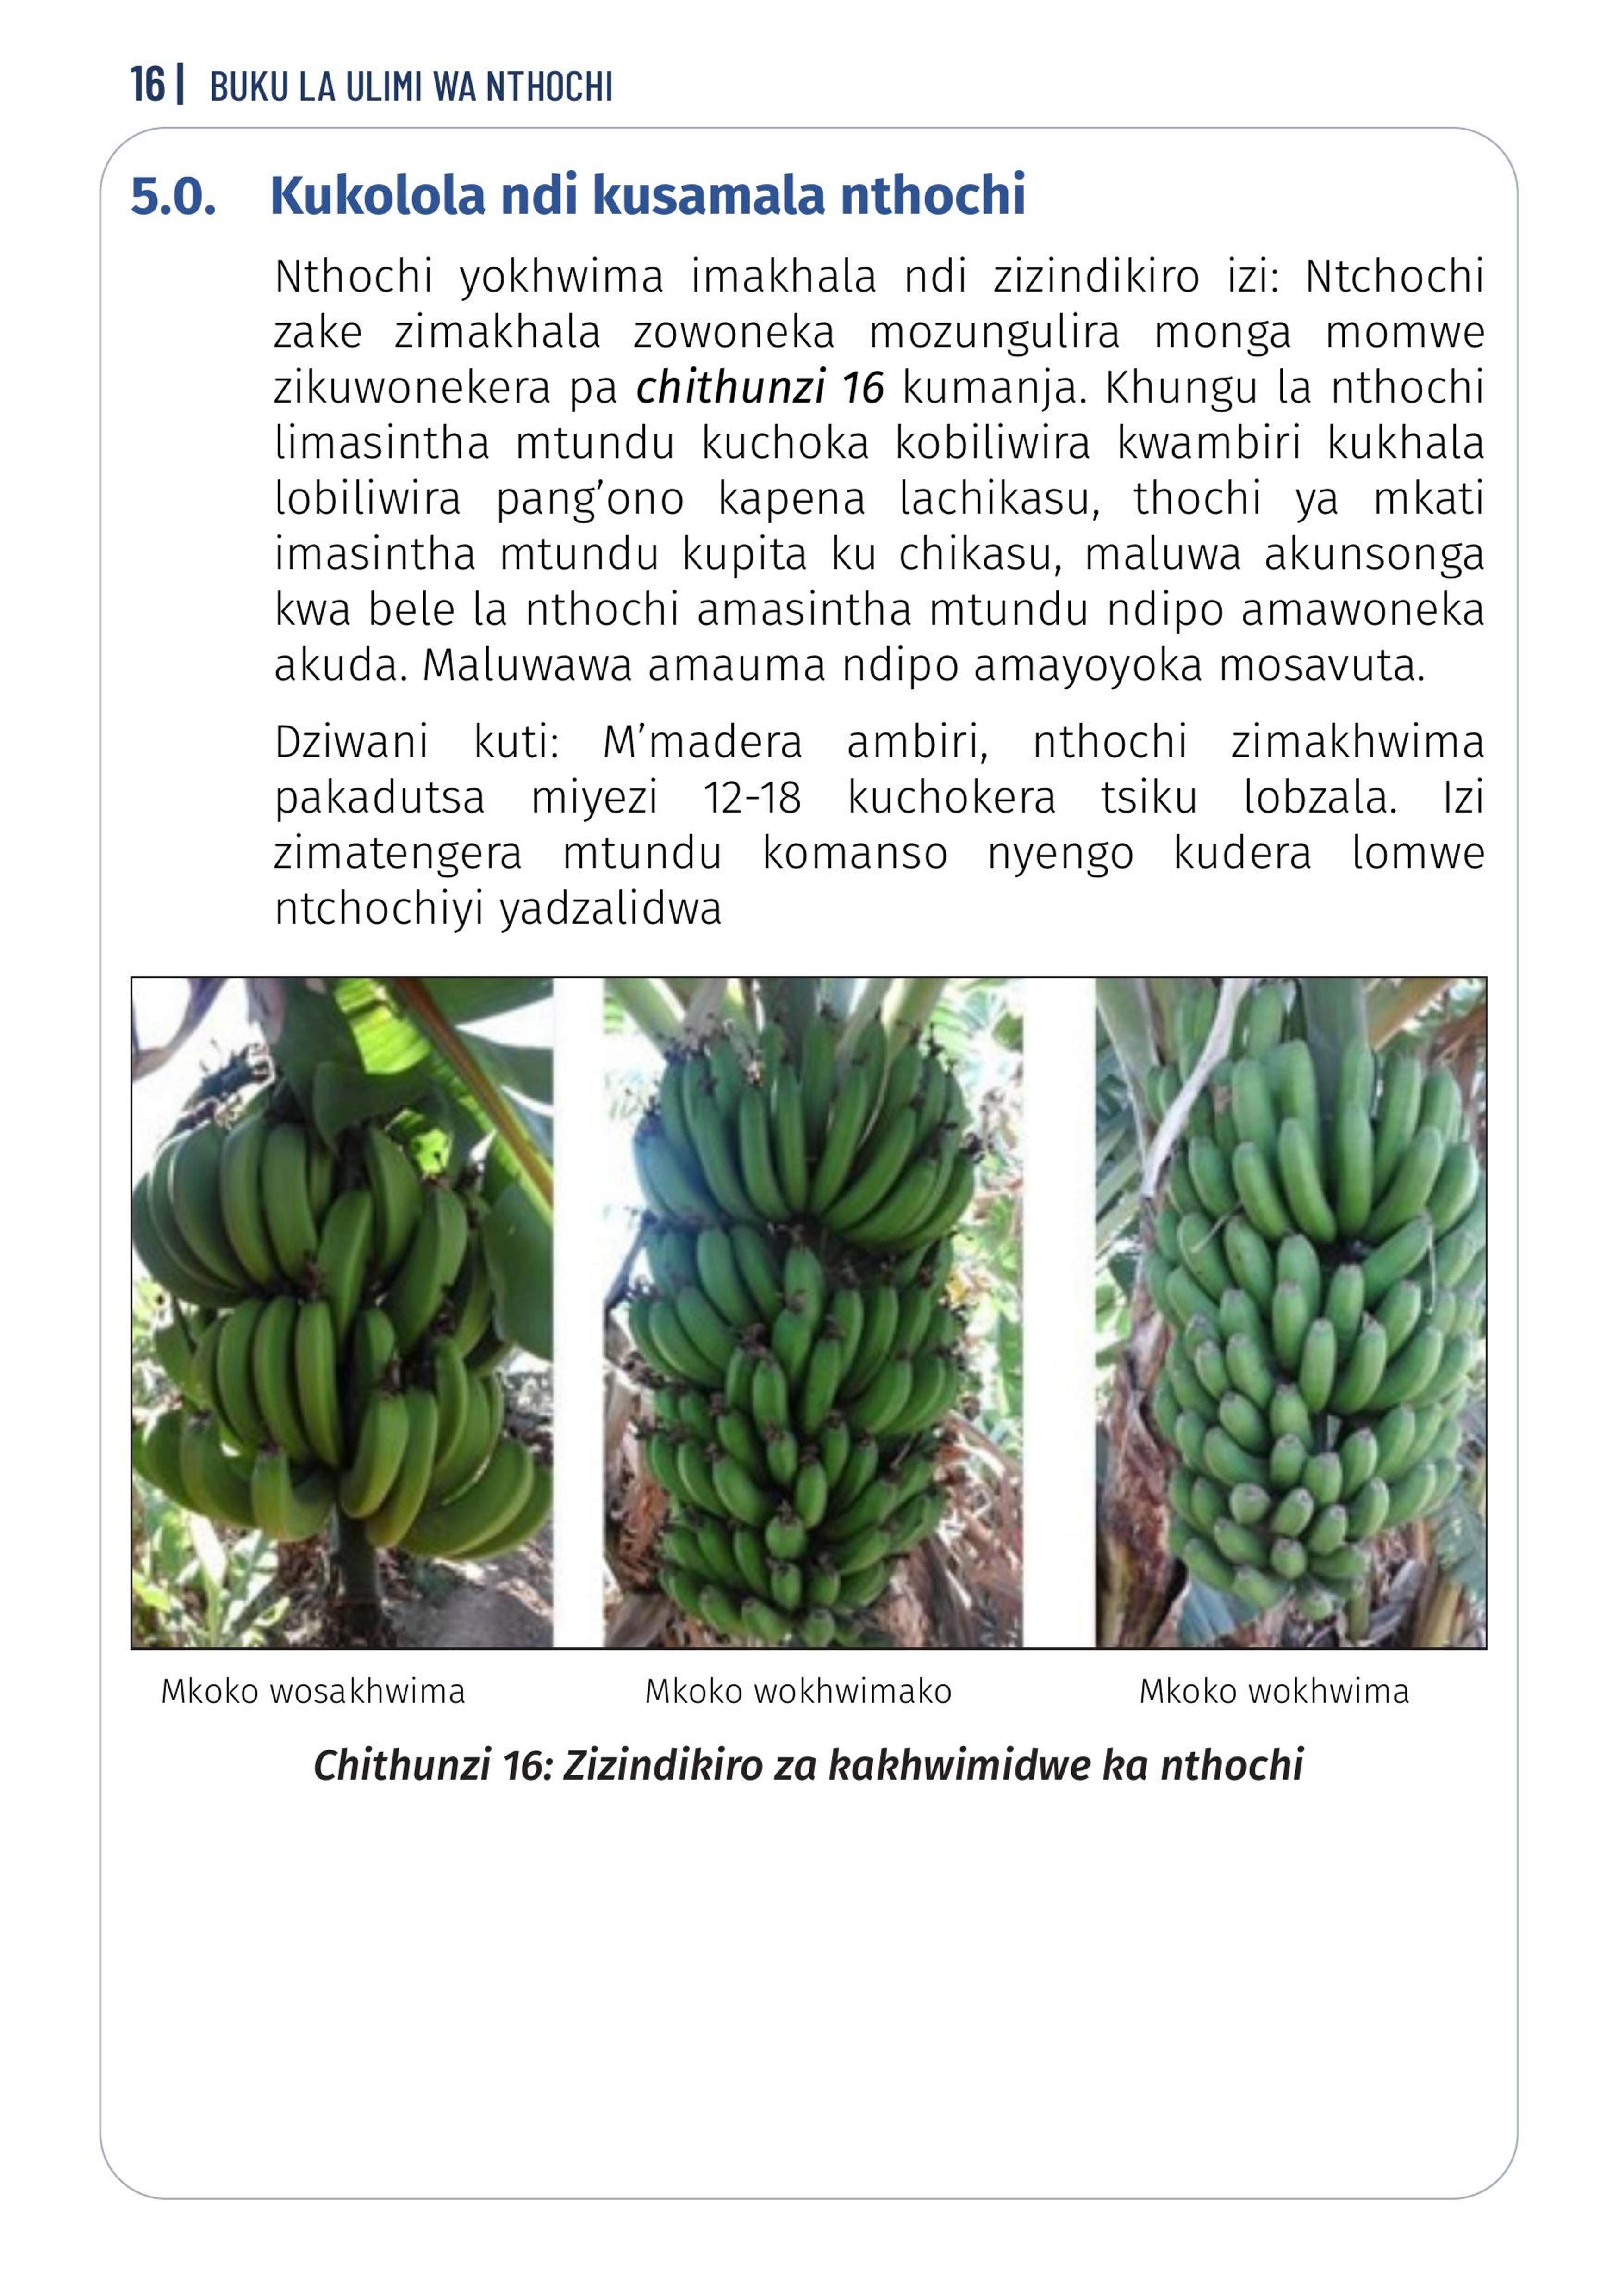 16 | BUKU LA ULIMI WA NTHOCHI
5.0. Kukolola ndi kusamala nthochi
Nthochi yokhwima imakhala ndi zizindikiro izi: Ntchochi
zake zimakhala zowoneka mozungulira monga momwe
zikuwonekera pa chithunzi 16 kumanja. Khungu la nthochi
limasintha mtundu kuchoka kobiliwira kwambiri kukhala
lobiliwira pang’ono kapena lachikasu, thochi ya mkati
imasintha mtundu kupita ku chikasu, maluwa akunsonga
kwa bele la nthochi amasintha mtundu ndipo amawoneka
akuda. Maluwawa amauma ndipo amayoyoka mosavuta.
Dziwani kuti: M’madera ambiri, nthochi zimakhwima
pakadutsa miyezi 12-18 kuchokera tsiku lobzala. Izi
zimatengera mtundu komanso nyengo kudera lomwe
ntchochiyi yadzalidwa
Mkoko wosakhwima
Mkoko wokhwimako
Mkoko wokhwima
Chithunzi 16: Zizindikiro za kakhwimidwe ka nthochi